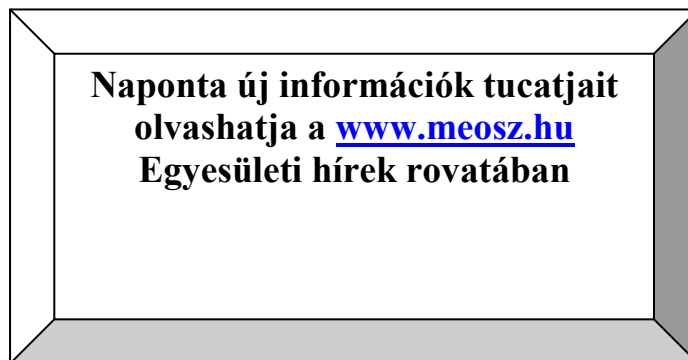 Naponta új információk tucatjait
olvashatja a www.meosz.hu
Egyesületi hírek rovatában